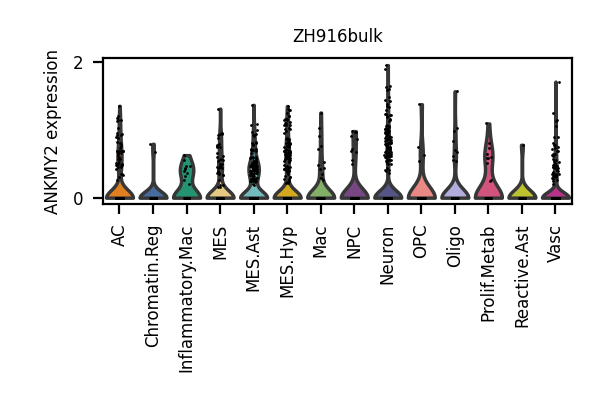 ZH916bulk
ANKMY2 expression
2
0
AC
Chromatin.Reg
Inflammatory.Mac
MES
MES.Ast
MES.Hyp
Mac
NPC
Neuron
OPC
Oligo
Prolif.Metab
Reactive.Ast
Vasc